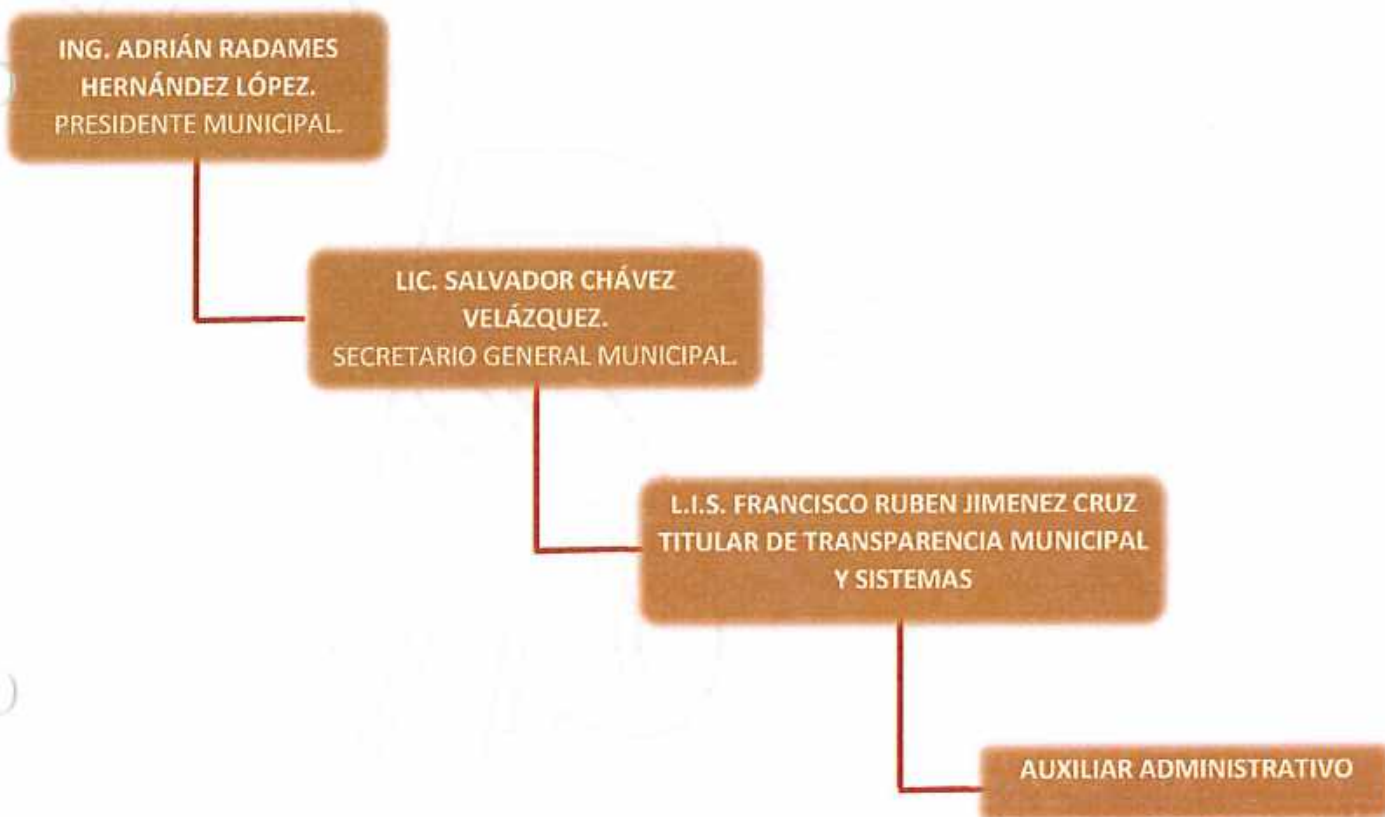 ING. ADRIÁN RADAMES
HERNÁNDEZ LÓPEZ.
PRESIDENTE MUNICIPAL.
LIC. SALVADOR CHÁVEZ
VELÁZQUEZ.
SECRETARIO GENERAL MUNICIPAL.
L.I.S. FRANCISCO RUBEN JIMENEZ CRUZ
TITULAR DE TRANSPARENCIA MUNICIPAL
Y SISTEMAS
AUXILIAR ADMINISTRATIVO